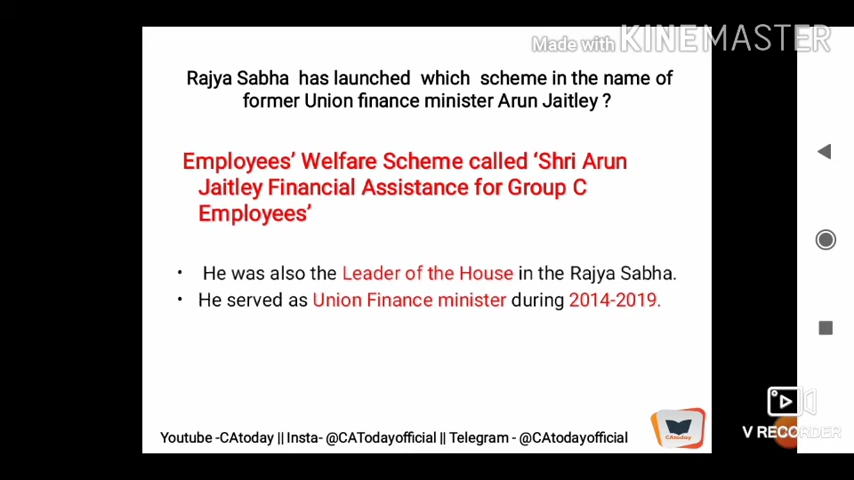 Made with KINEMASTER
Rajya Sabha has launched which scheme in the name of
former Union finance minister Arun Jaitley ?
Employees' Welfare Scheme called ‘Shri Arun
Jaitley Financial Assistance for Group C
Employees’
• He was also the Leader of the House in the Rajya Sabha.
• He served as Union Finance minister during 2014-2019.
Youtube -CAtoday || Insta- @CATodayofficial || Telegram - @CAtodayofficial
CAtoday
V RECORDER